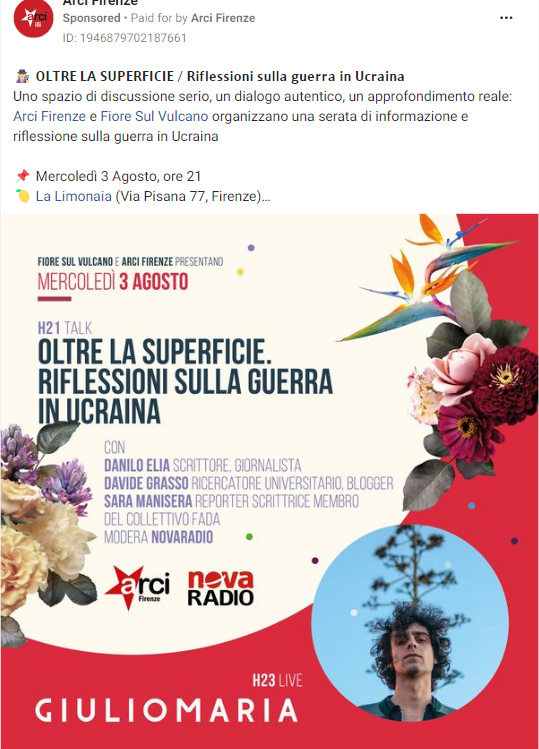 Arci Firenze
Sponsored • Paid for by Arci Firenze
ID: 1946879702187661
OLTRE LA SUPERFICIE / Riflessioni sulla guerra in Ucraina
Uno spazio di discussione serio, un dialogo autentico, un approfondimento reale:
Arci Firenze e Fiore Sul Vulcano organizzano una serata di informazione e
riflessione sulla guerra in Ucraina
📌 Mercoledì 3 Agosto, ore 21
🍋 La Limonaia (Via Pisana 77, Firenze)...
FIORE SUL VULCANO E ARCI FIRENZE PRESENTANO
MERCOLEDÌ 3 AGOSTO
H21 TALK
OLTRE LA SUPERFICIE.
RIFLESSIONI SULLA GUERRA
IN UCRAINA
CON
DANILO ELIA SCRITTORE, GIORNALISTA
DAVIDE GRASSO RICERCATORE UNIVERSITARIO, BLOGGER
SARA MANISERA REPORTER SCRITTRICE MEMBRO
DEL COLLETTIVO FADA
MODERA NOVARADIO
arci
Firenze
nova
RADIO
H23 LIVE
GIULIOMARIA